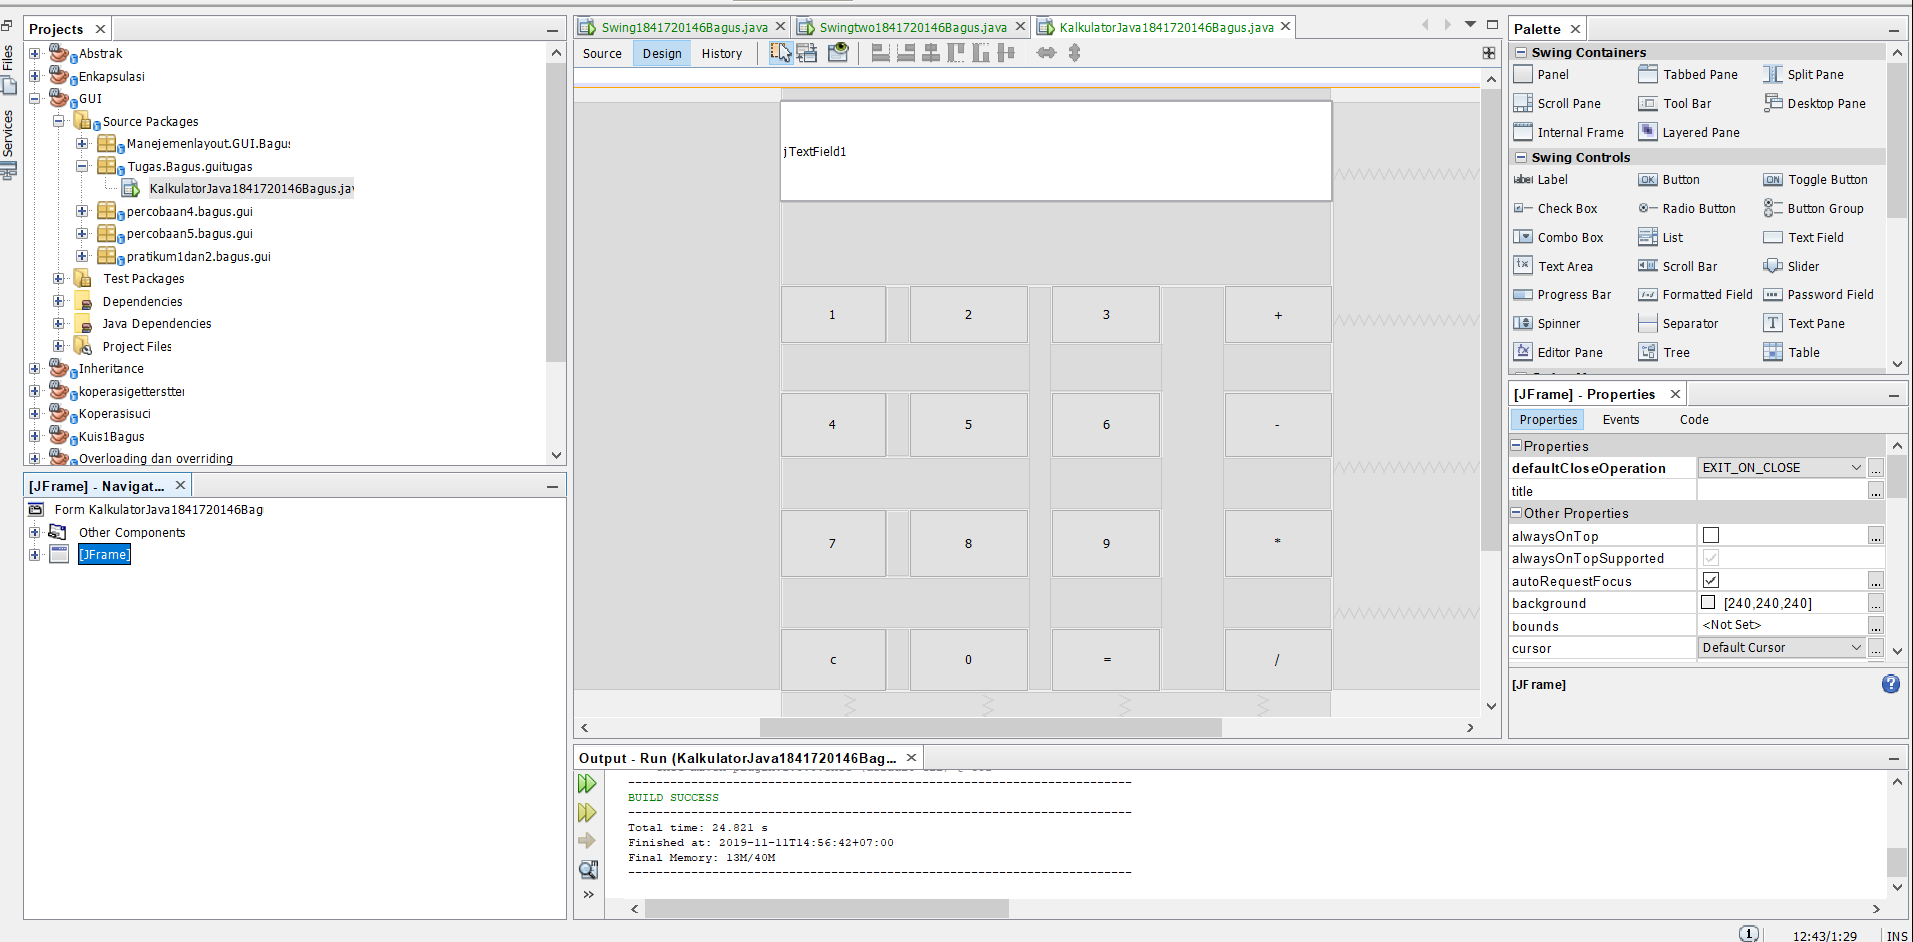 Files
Services
Projects
Abstrak
Enkapsulasi
GUI
Source Packages
Manejemenlayout.GUI.Bagus
Tugas.Bagus.guitugas
KalkulatorJava1841720146Bagus.jav
percobaan4.bagus.gui
percobaan5.bagus.gui
pratikum1dan2.bagus.gui
Test Packages
Dependencies
Java Dependencies
Project Files
Inheritance
koperasigetterstter
Koperasisuci
Kuis1Bagus
Overloading dan overriding
[JFrame] - Navigat...
Form KalkulatorJava1841720146Bag
Other Components
[JFrame]
Swing1841720146Bagus.java
Swingtwo1841720146Bagus.java
KalkulatorJava1841720146Bagus.java
Source Design History
jTextField1
1 2 3 +
4 5 6 -
7 8 9 *
c 0 = /
Output - Run (KalkulatorJava1841720146Bag...
------------------------------------------------------------------------
BUILD SUCCESS
------------------------------------------------------------------------
Total time: 24.821 s
Finished at: 2019-11-11T14:56:42+07:00
Final Memory: 13M/40M
------------------------------------------------------------------------
Palette
Swing Containers
Panel Tabbed Pane Split Pane
Scroll Pane Tool Bar Desktop Pane
Internal Frame Layered Pane
Swing Controls
label Label OK Button ON Toggle Button
Check Box Radio Button Button Group
Combo Box List Text Field
Text Area Scroll Bar Slider
Progress Bar Formatted Field Password Field
Spinner Separator Text Pane
Editor Pane Tree Table
[JFrame] - Properties
Properties Events Code
Properties
defaultCloseOperation EXIT_ON_CLOSE ...
title ...
Other Properties
alwaysOnTop ...
alwaysOnTopSupported
autoRequestFocus ...
background [240,240,240] ...
bounds <Not Set> ...
cursor Default Cursor ...
[JFrame]
12:43/1:29 INS